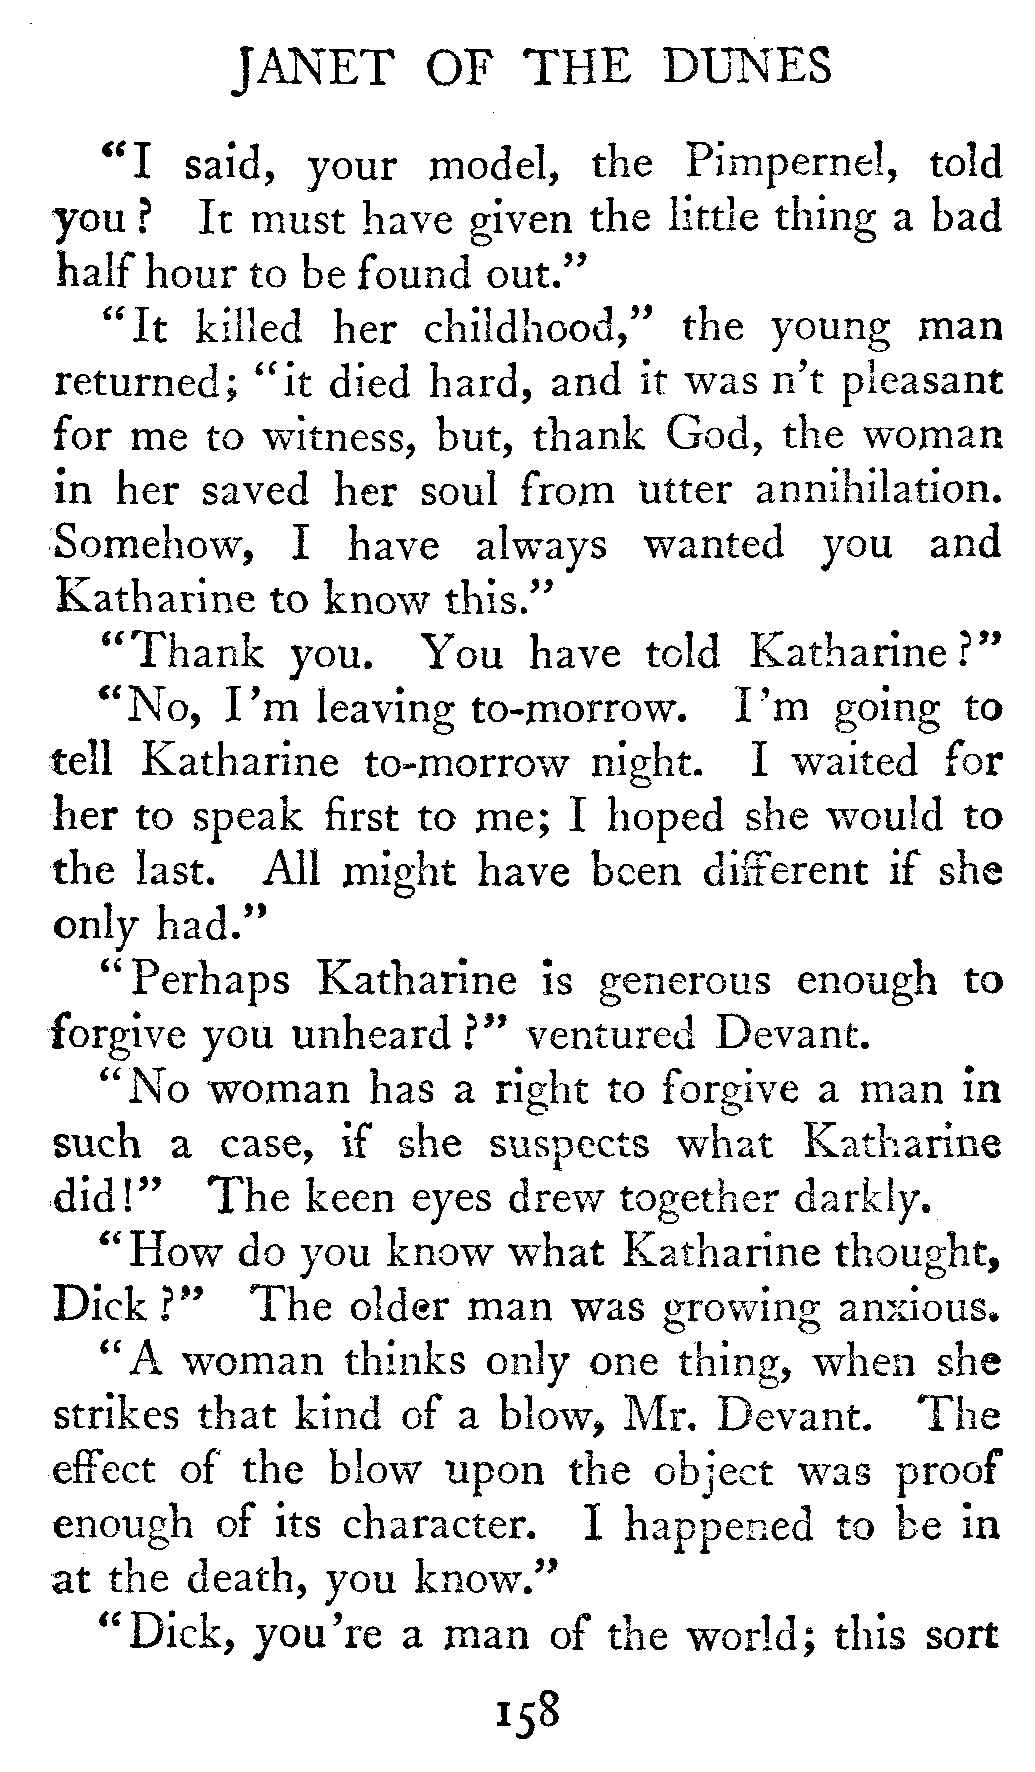 JANET OF THE DUNES
“I said, your model, the Pimpernel, told
you? It must have given the little thing a bad
half hour to be found out.”
“It killed her childhood,” the young man
returned; “it died hard, and it was n't pleasant
for me to witness, but, thank God, the woman
in her saved her soul from utter annihilation.
Somehow, I have always wanted you and
Katharine to know this.”
“Thank you. You have told Katharine?”
“No, I'm leaving to-morrow. I'm going to
tell Katharine to-morrow night. I waited for
her to speak first to me; I hoped she would to
the last. All might have been different if she
only had.”
“Perhaps Katharine is generous enough to
forgive you unheard?” ventured Devant.
“No woman has a right to forgive a man in
such a case, if she suspects what Katharine
did!” The keen eyes drew together darkly.
“How do you know what Katharine thought,
Dick?” The older man was growing anxious.
“A woman thinks only one thing, when she
strikes that kind of a blow, Mr. Devant. The
effect of the blow upon the object was proof
enough of its character. I happened to be in
at the death, you know.”
“Dick, you're a man of the world; this sort
158